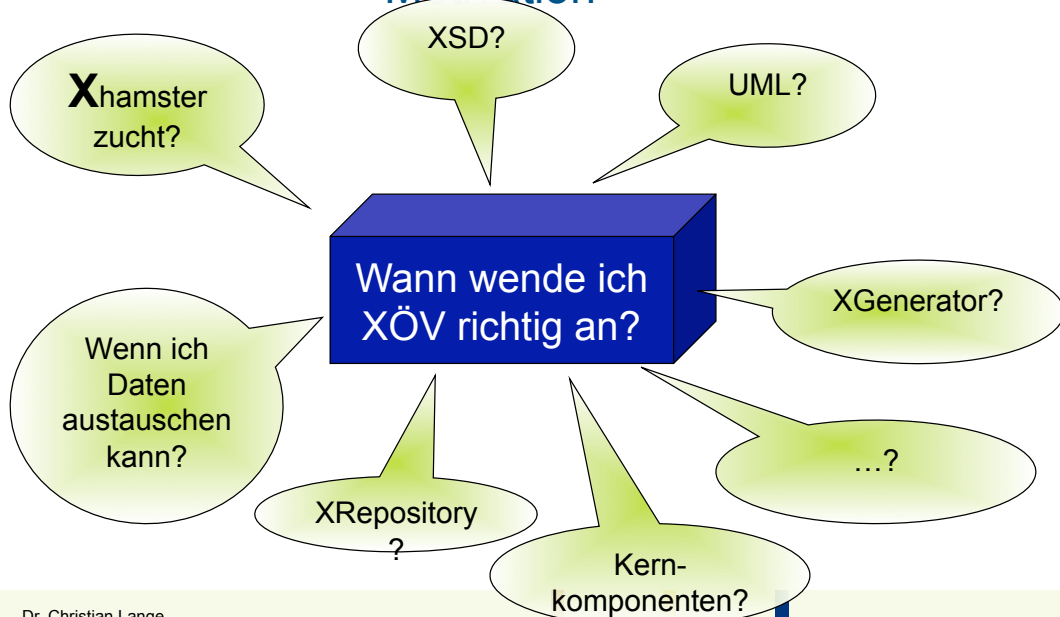 XSD?
Xhamster
zucht?
UML?
Wann wende ich
XÖV richtig an?
XGenerator?
Wenn ich
Daten
austauschen
kann?
…?
XRepository
?
Kern-
komponenten?
Dr. Christian Lange